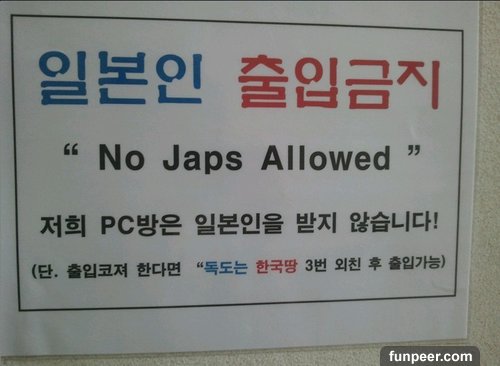 일본인 출입금지
“ No Japs Allowed ”
저희 PC방은 일본인을 받지 않습니다!
(단. 출입코져 한다면 “독도는 한국땅 3번 외친 후 출입가능)
funpeer.com